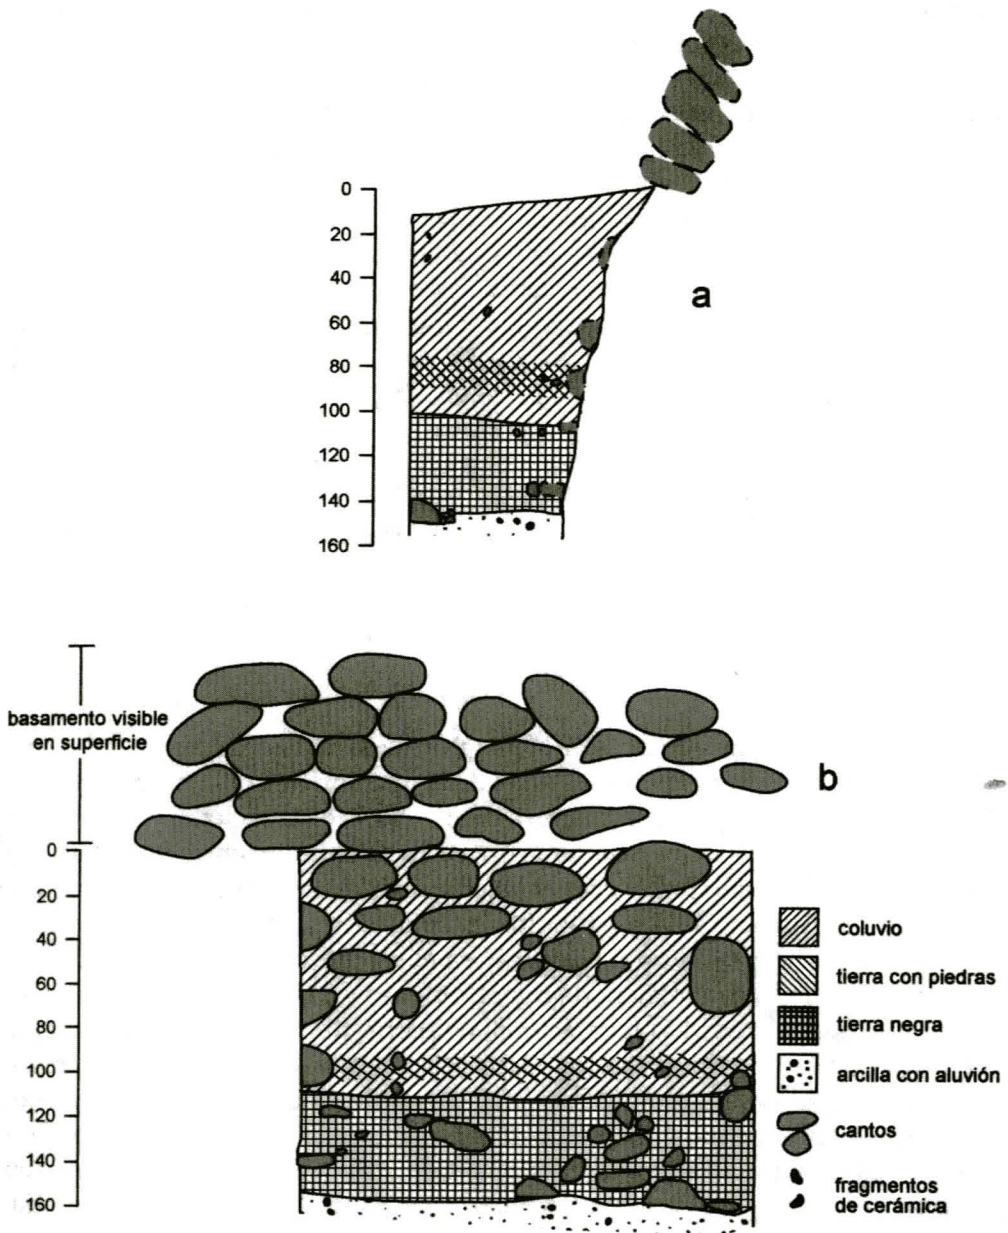 0
20
40
60
80
100
120
140
160
a
basamento visible
en superficie
b
0
20
40
60
80
100
120
140
160
coluvio
tierra con piedras
tierra negra
arcilla con aluvión
cantos
fragmentos
de cerámica